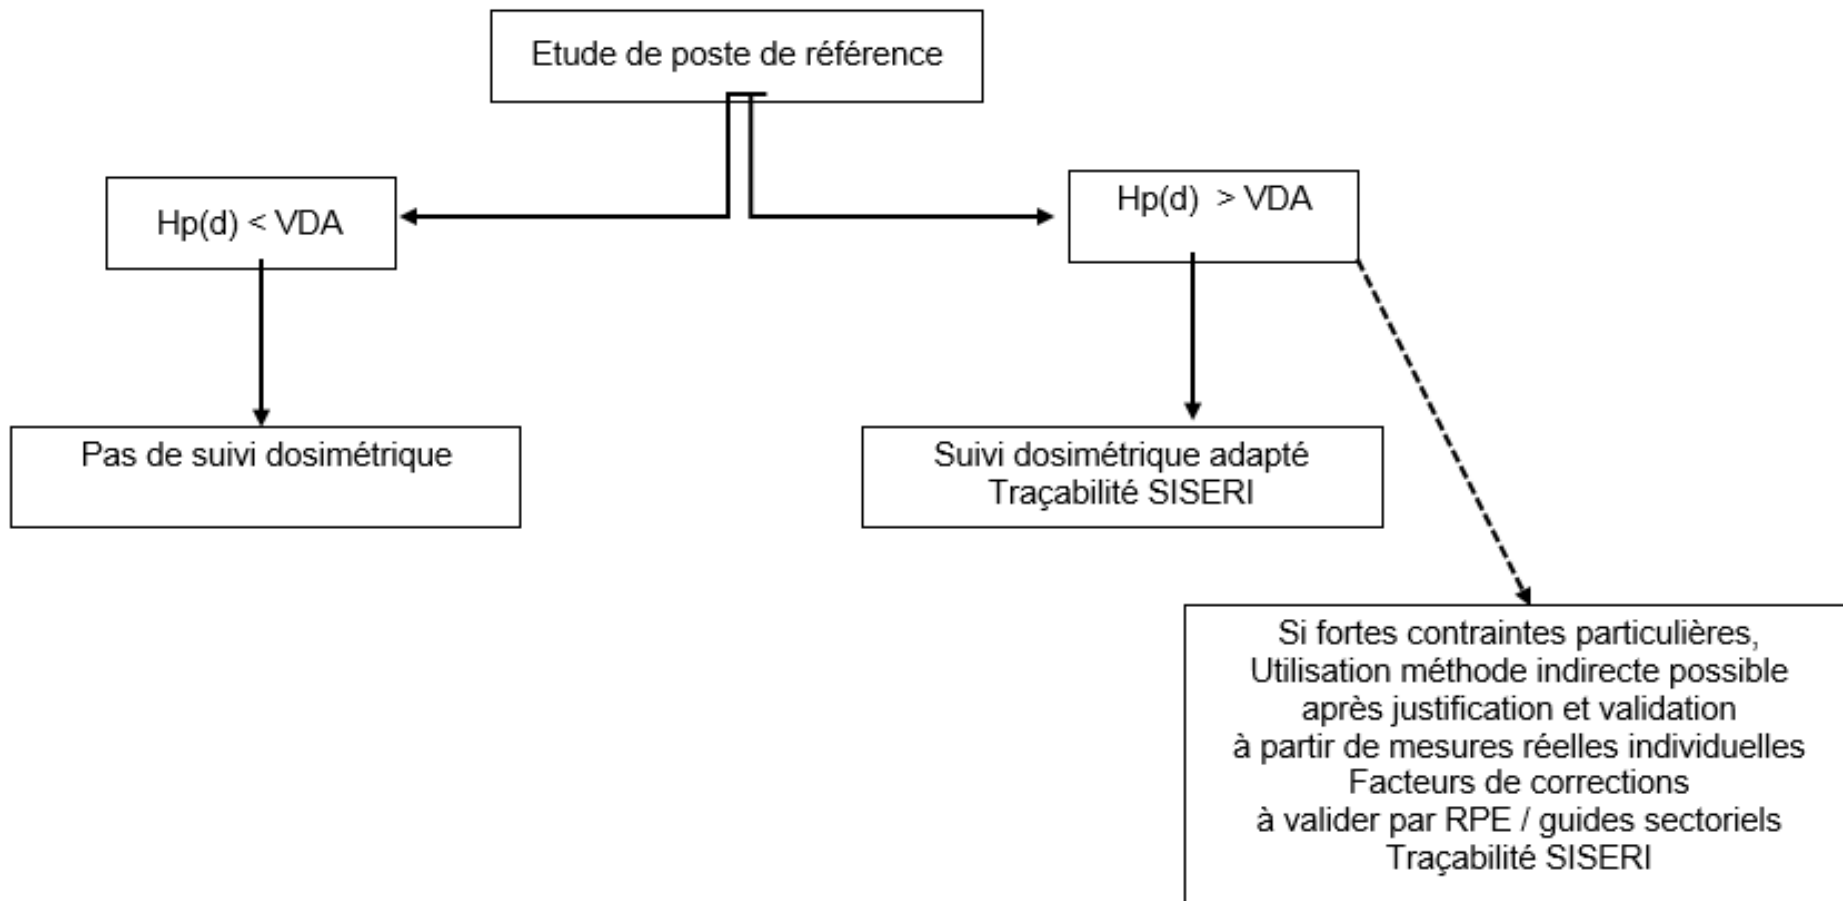 Etude de poste de référence
Hp(d) < VDA
Hp(d) > VDA
Pas de suivi dosimétrique
Suivi dosimétrique adapté
Traçabilité SISERI
Si fortes contraintes particulières,
Utilisation méthode indirecte possible
après justification et validation
à partir de mesures réelles individuelles
Facteurs de corrections
à valider par RPE / guides sectoriels
Traçabilité SISERI